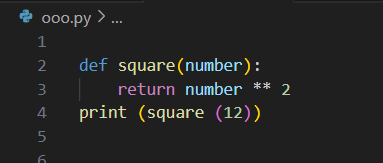 ooo.py > ...
1
2 def square(number):
3     return number ** 2
4 print (square (12))
5
6